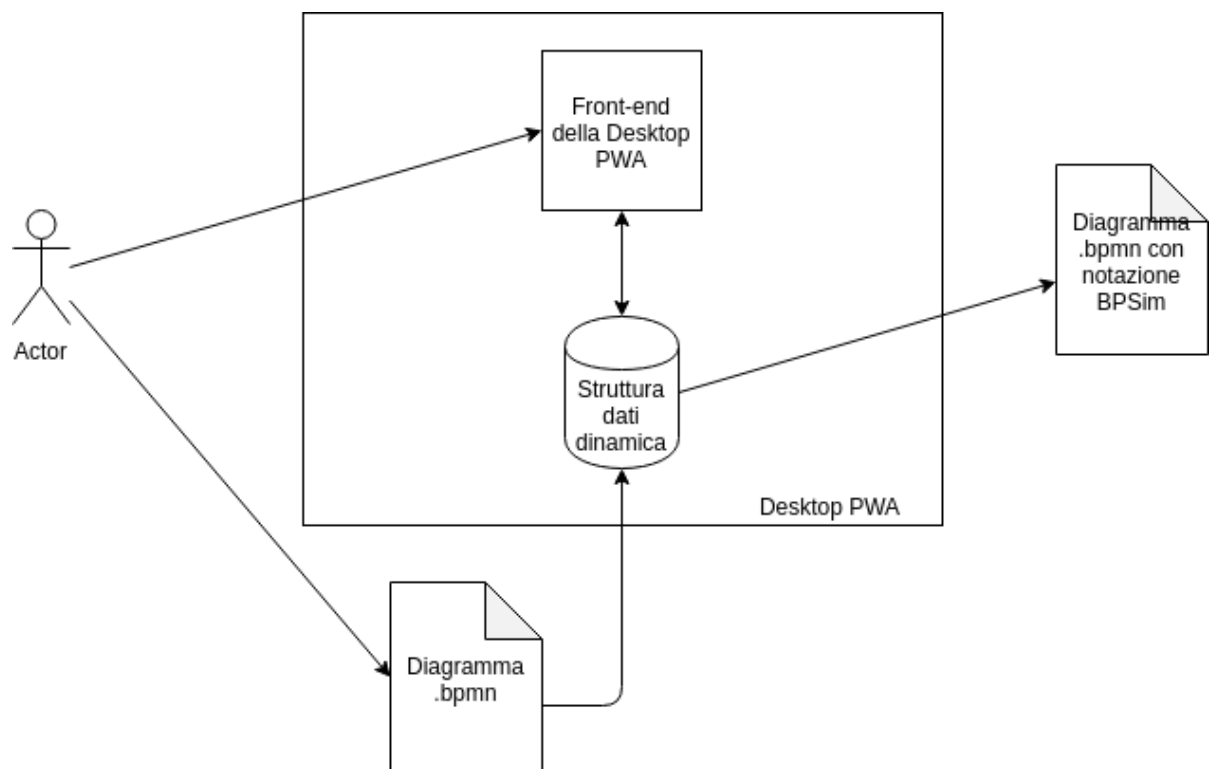 Front-end
della Desktop
PWA
Diagramma
.bpmn con
notazione
BPSim
Actor
Struttura
dati
dinamica
Desktop PWA
Diagramma
.bpmn